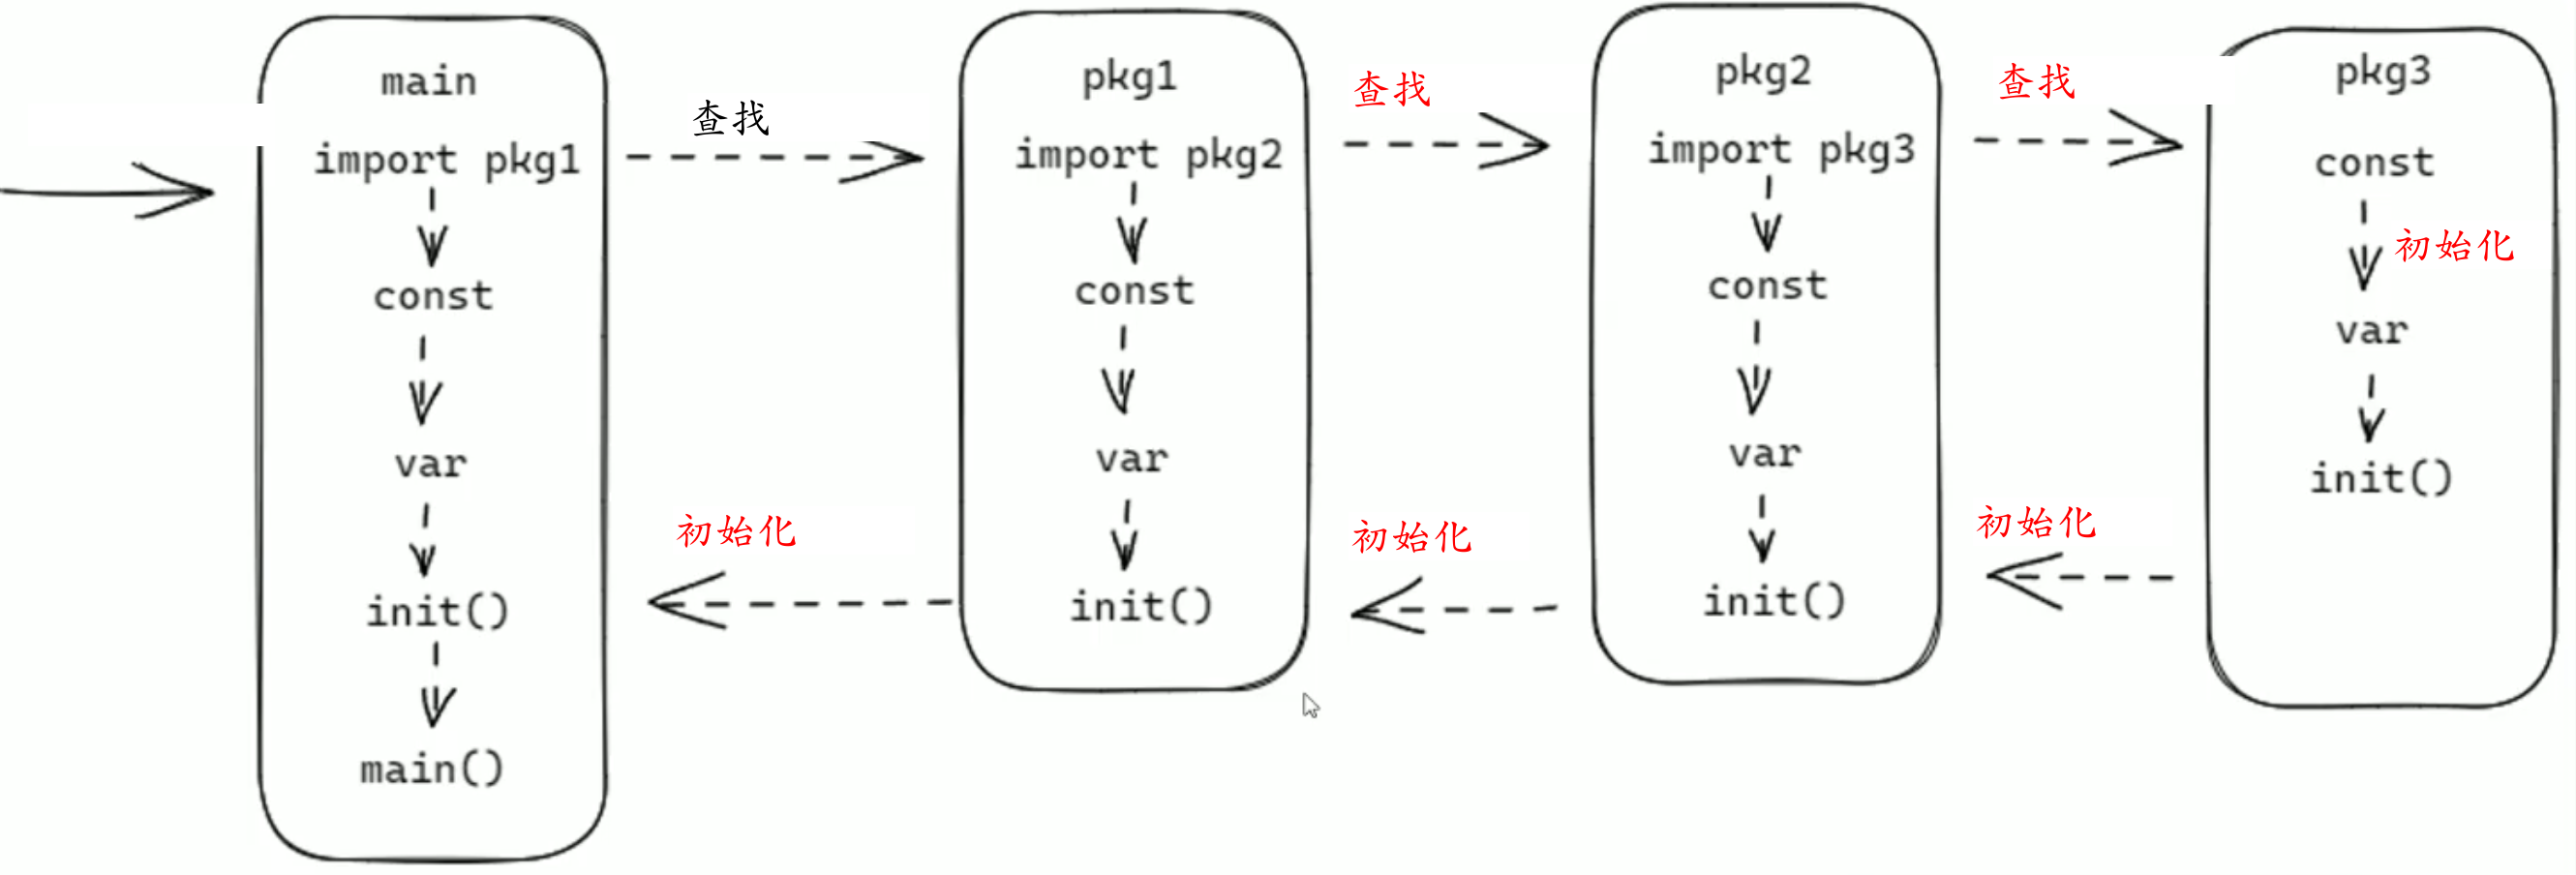 main
import pkg1
const
var
init()
main()
查找
初始化
pkg1
import pkg2
const
var
init()
查找
初始化
pkg2
import pkg3
const
var
init()
查找
初始化
pkg3
const
初始化
var
init()